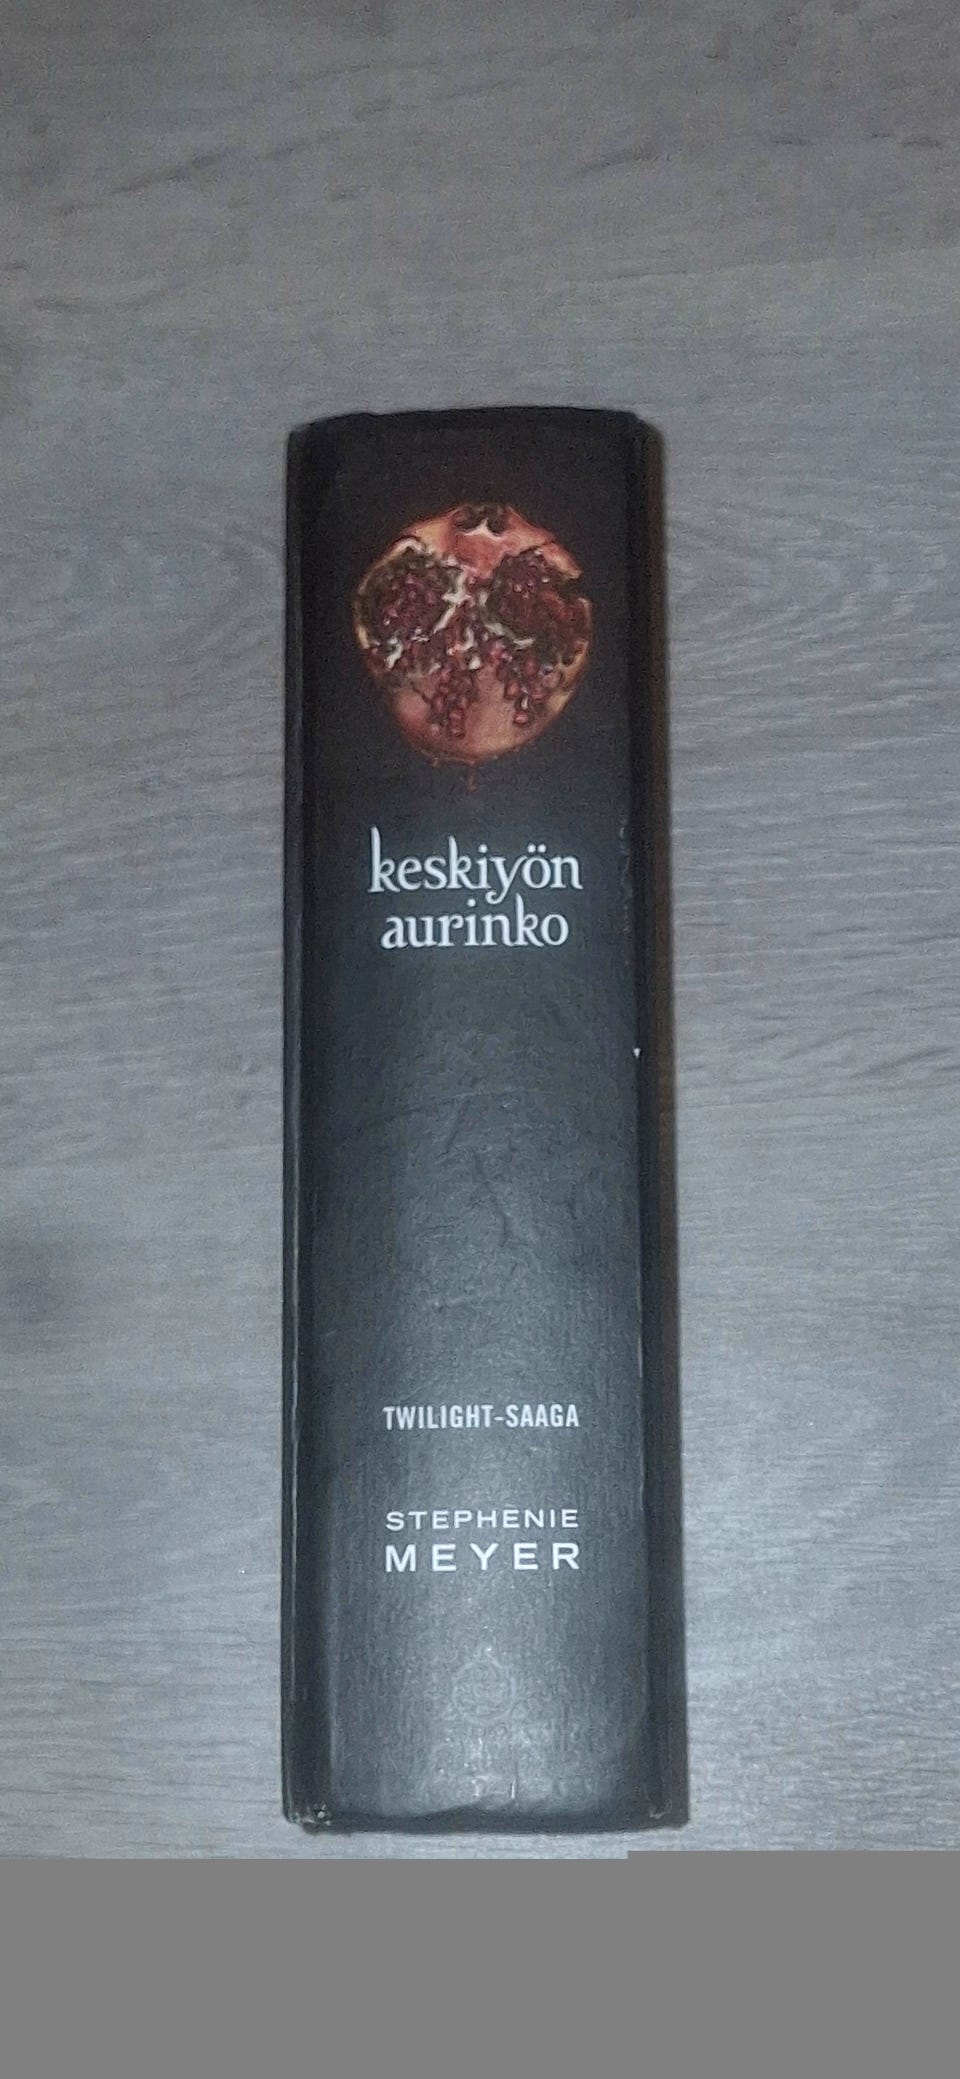 keskiyön
aurinko
TWILIGHT-SAAGA
STEPHENIE
MEYER